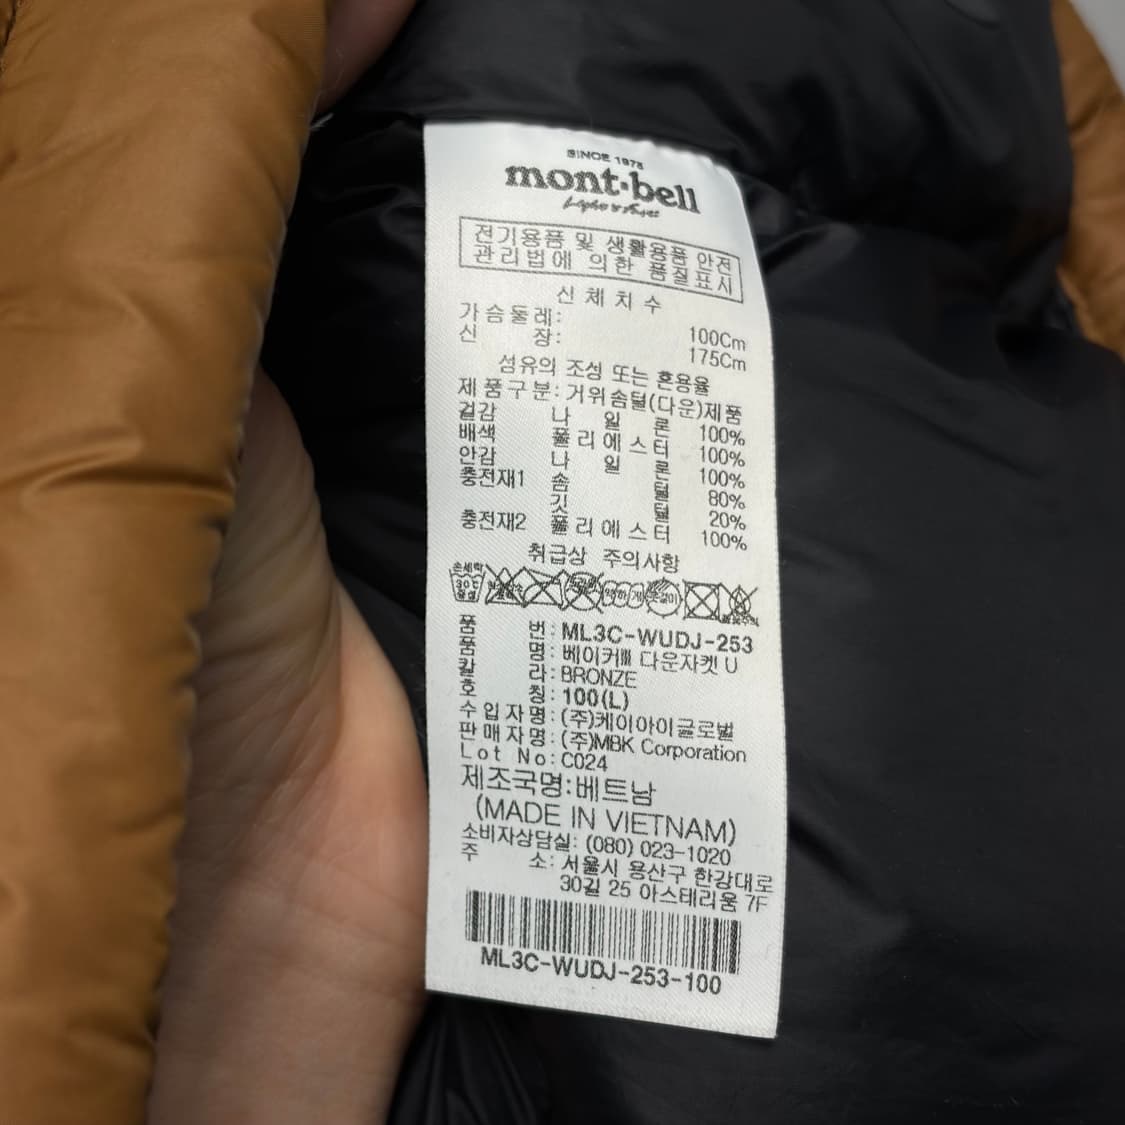 SINCE 1975
mont·bell
전기용품 및 생활용품 안전
관리법에 의한 품질표시
신체치수
가슴둘레: 100Cm
신장: 175Cm
섬유의 조성 또는 혼용율
제품구분: 거위솜털(다운)제품
겉감 나일론 100%
배색 폴리에스터 100%
안감 나일론 100%
충전재1 솜털 80%
깃털 20%
충전재2 폴리에스터 100%
취급상 주의사항
손세탁
30℃
중성
품번: ML3C-WUDJ-253
품명: 베이커Ⅲ 다운자켓 U
칼라: BRONZE
호칭: 100(L)
수입자명: (주)케이아이글로벌
판매자명: (주)MBK Corporation
Lot No: C024
제조국명:베트남
(MADE IN VIETNAM)
소비자상담실: (080) 023-1020
주소: 서울시 용산구 한강대로
30길 25 아스테리움 7F
ML3C-WUDJ-253-100